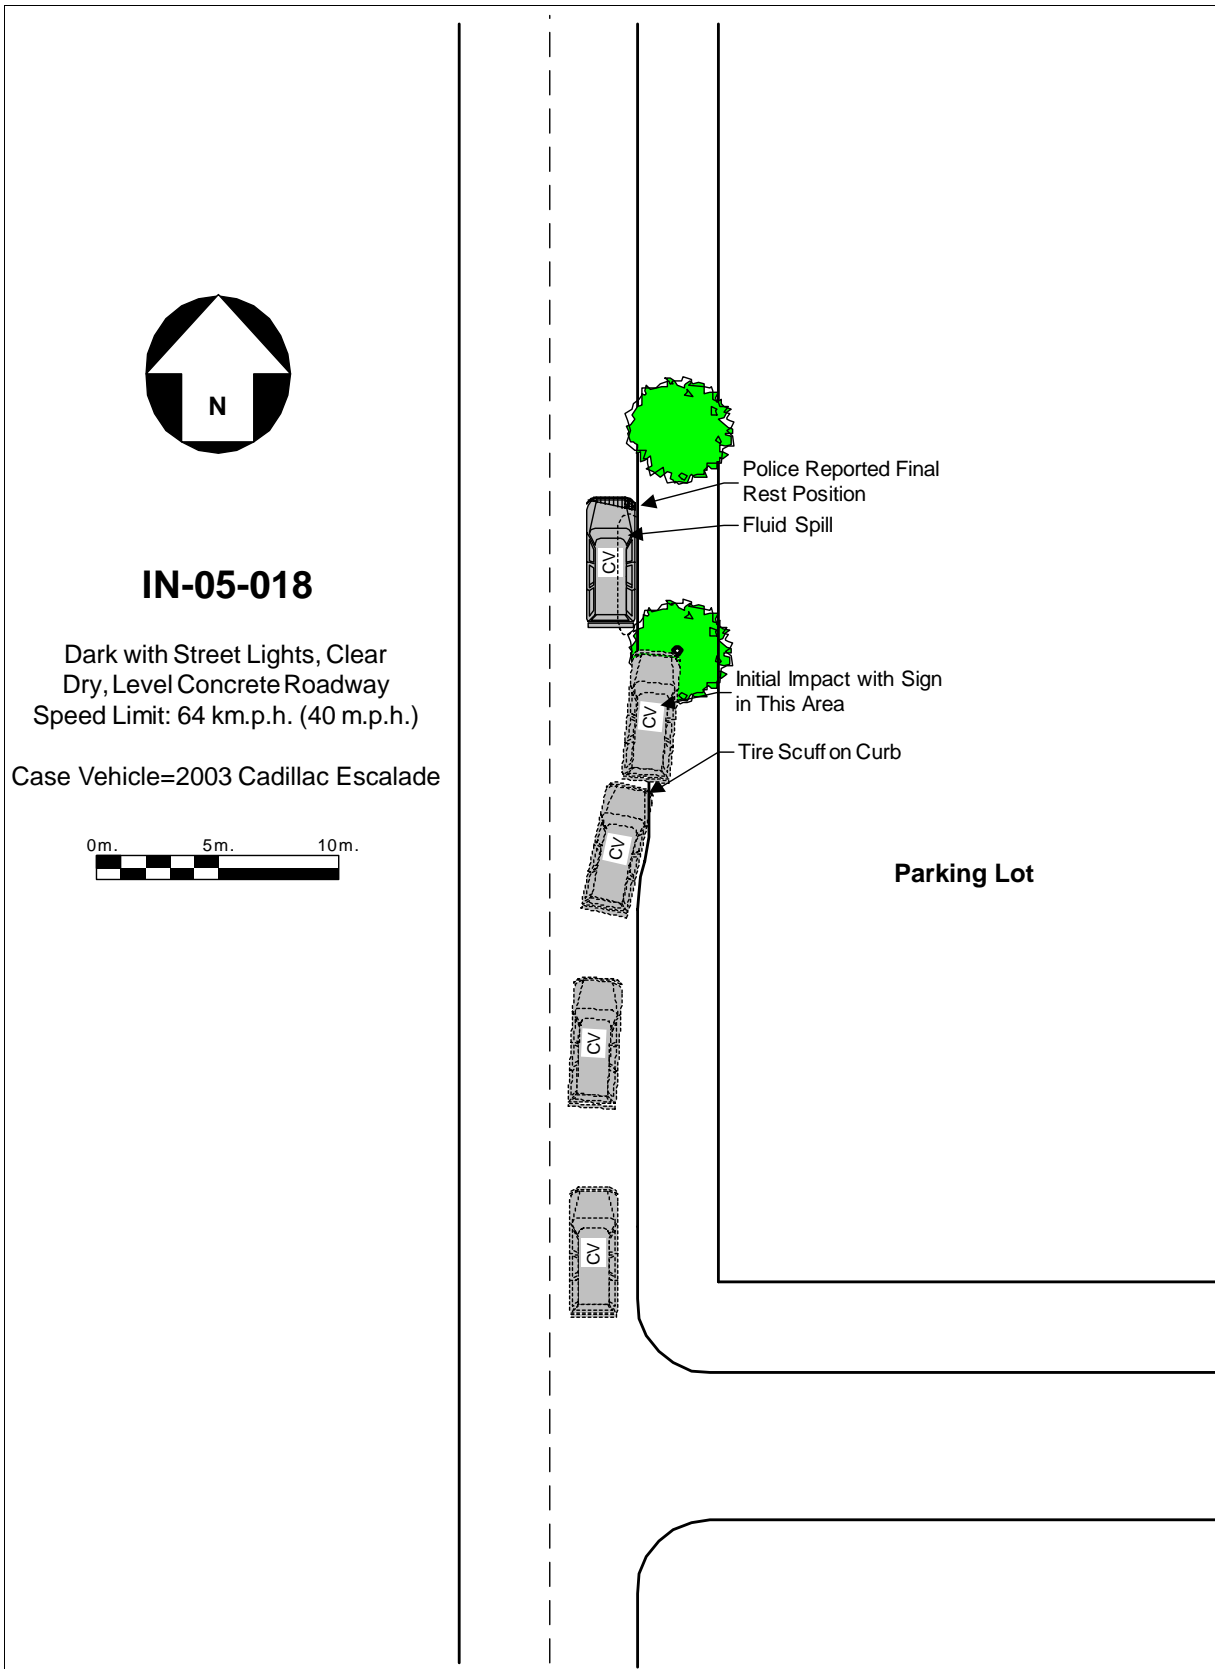 N
Police Reported Final
Rest Position
Fluid Spill
CV
IN-05-018
Dark with Street Lights, Clear
Dry, Level Concrete Roadway
Speed Limit: 64 km.p.h. (40 m.p.h.)
Case Vehicle=2003 Cadillac Escalade
Initial Impact with Sign
in This Area
CV
Tire Scuff on Curb
0m. 5m. 10m.
CV
Parking Lot
CV
CV